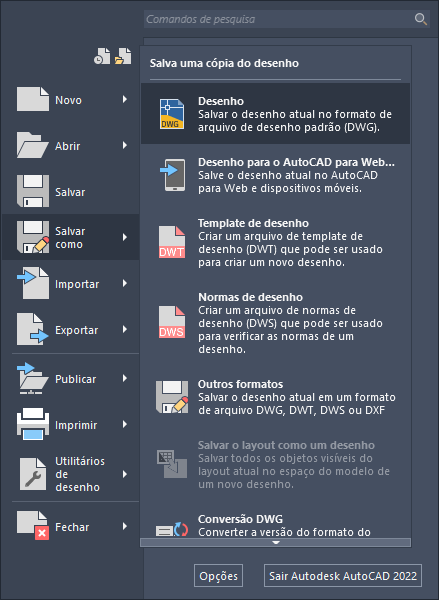 Comandos de pesquisa
Salva uma cópia do desenho
Novo
Abrir
Salvar
Salvar
como
Importar
Exportar
Publicar
Imprimir
Utilitários
de desenho
Fechar
DWG
Desenho
Salvar o desenho atual no formato de
arquivo de desenho padrão (DWG).
Desenho para o AutoCAD para Web...
Salve o desenho atual no AutoCAD
para Web e dispositivos móveis.
DWT
Template de desenho
Criar um arquivo de template de
desenho (DWT) que pode ser usado
para criar um novo desenho.
DWS
Normas de desenho
Criar um arquivo de normas de
desenho (DWS) que pode ser usado
para verificar as normas de um
desenho.
Outros formatos
Salvar o desenho atual em um formato
de arquivo DWG, DWT, DWS ou DXF
Salvar o layout como um desenho
Salvar todos os objetos visíveis do
layout atual no espaço do modelo de
um novo desenho.
Conversão DWG
Converter a versão do formato do
Opções
Sair Autodesk AutoCAD 2022